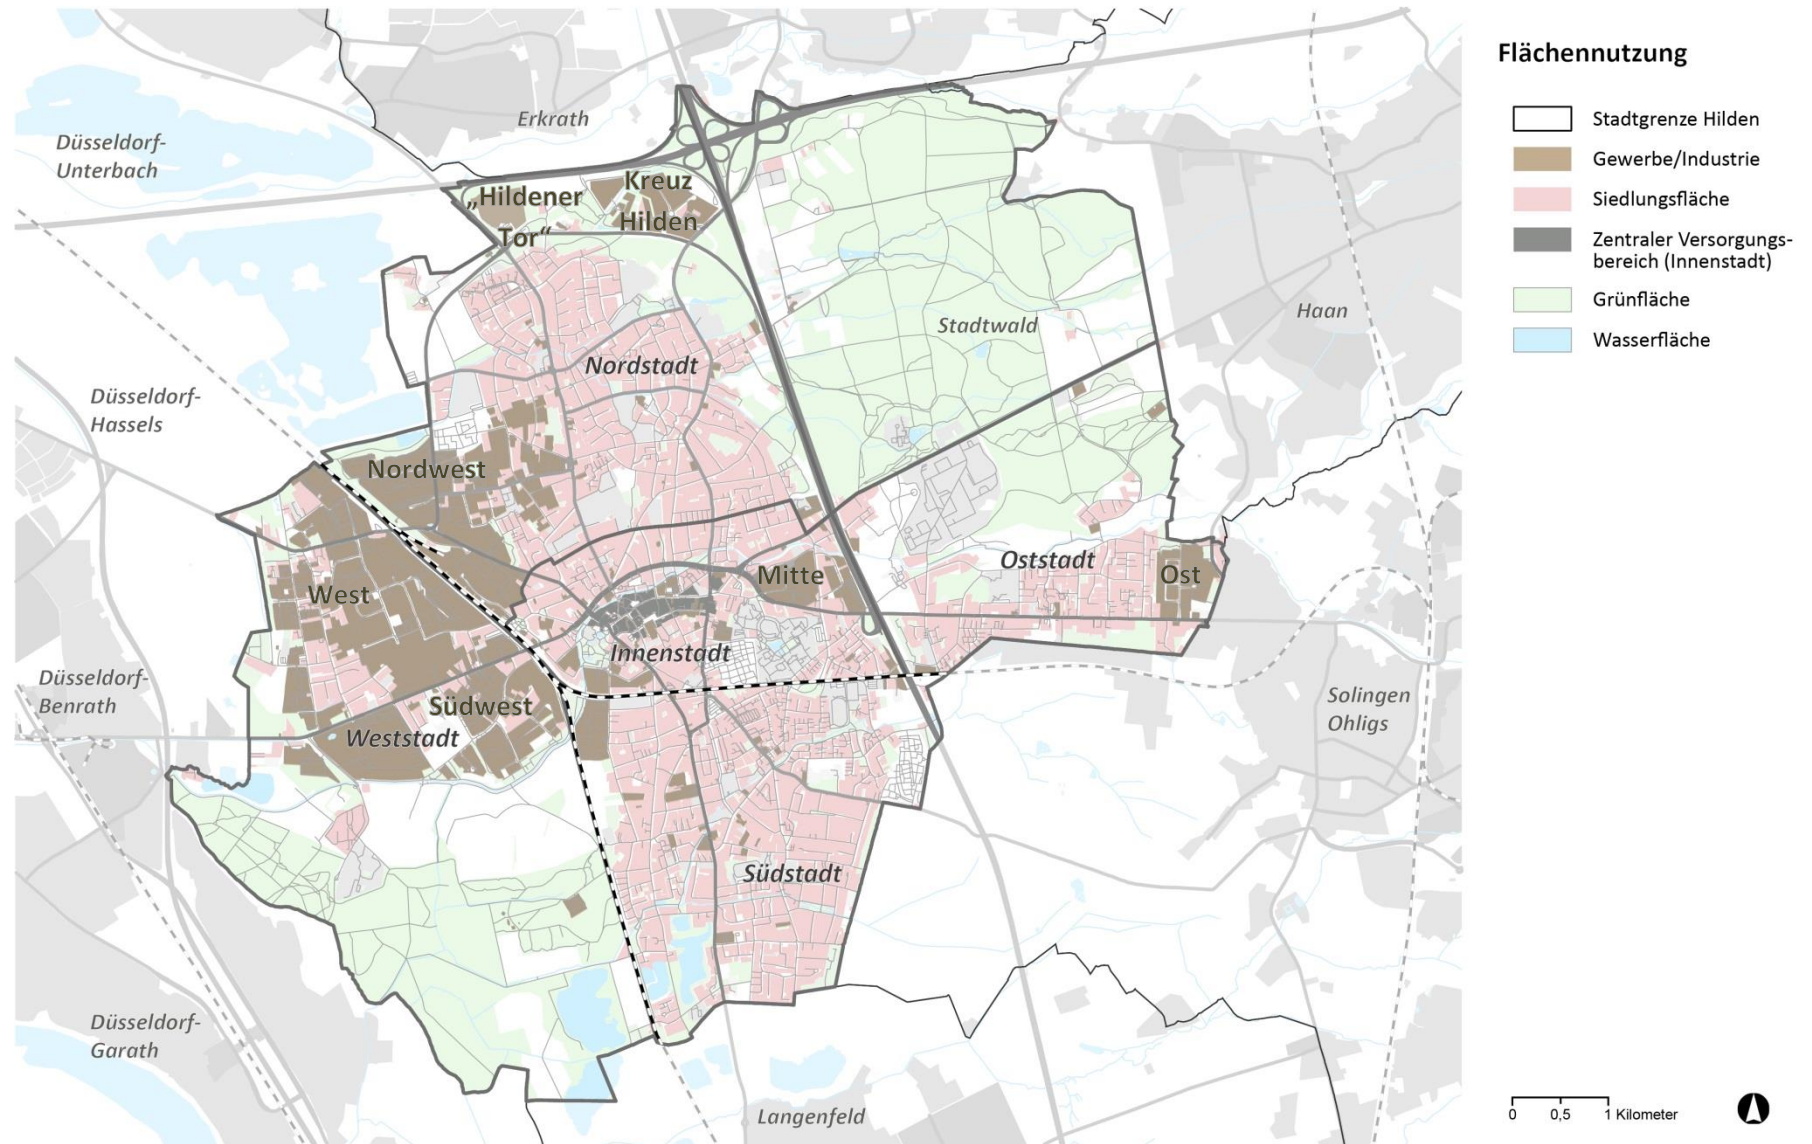 Flächennutzung
Stadtgrenze Hilden
Gewerbe/Industrie
Siedlungsfläche
Zentraler Versorgungs-
bereich (Innenstadt)
Grünfläche
Wasserfläche
Erkrath
Düsseldorf-
Unterbach
„Hildener
Tor“
Kreuz
Hilden
Stadtwald
Haan
Nordstadt
Düsseldorf-
Hassels
Nordwest
Oststadt
Ost
Mitte
West
Innenstadt
Düsseldorf-
Benrath
Südwest
Weststadt
Solingen
Ohligs
Südstadt
Düsseldorf-
Garath
Langenfeld
0 0,5 1 Kilometer